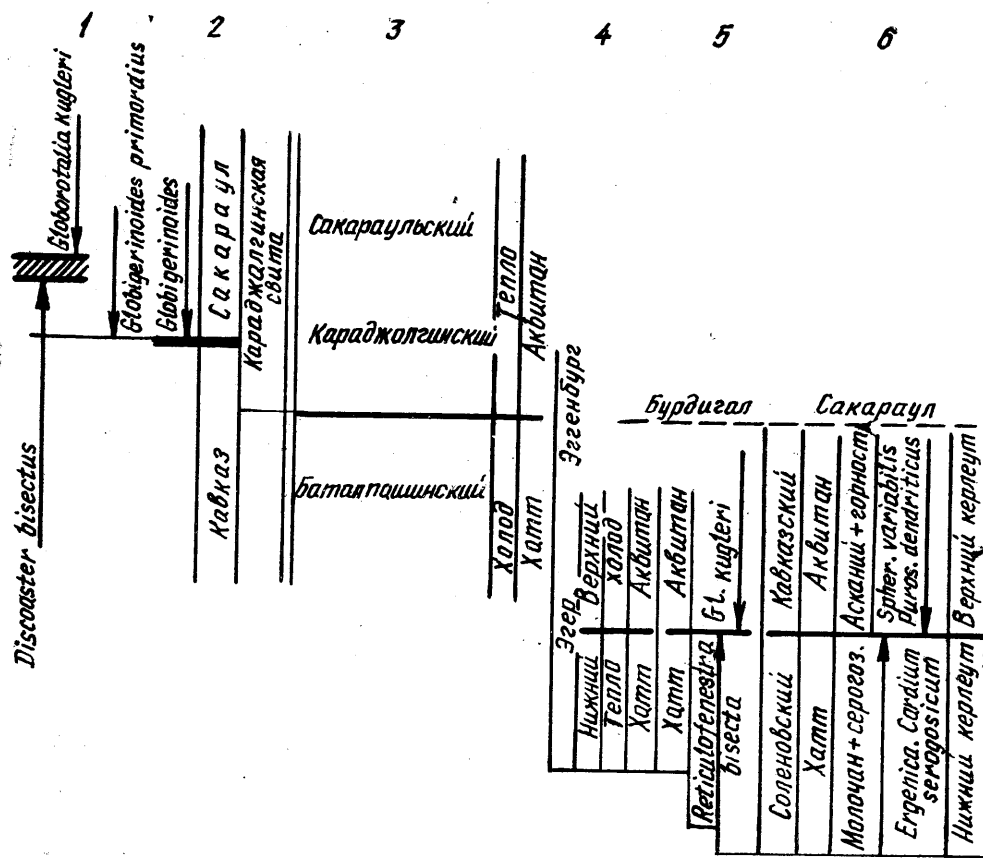 1 2 3 4 5 6
Globorotalia kugleri
Globigerinoides primordius
Globigerinoides
Discoaster bisectus
Сакараул
Кавказ
Караджалгинская
свита
Сакараульский
Караджолгинский
Баталпашинский
Тепло
Холод
Аквитан
Хатт
Эггенбург
Эгер
Верхний
Нижний
холод
Тепло
Аквитан
Хатт
Аквитан
Хатт
Бурдигал
Gl. kugleri
Reticulofenestra
bisecta
Сакараул
Кавказский
Соленовский
Аквитан
Хатт
Асканий+горност.
Молочан+серогоз.
Spher. variabilis
puros. dendriticus
Ergenica. Cardium
serogosicum
Верхний керлеут
Нижний керлеут